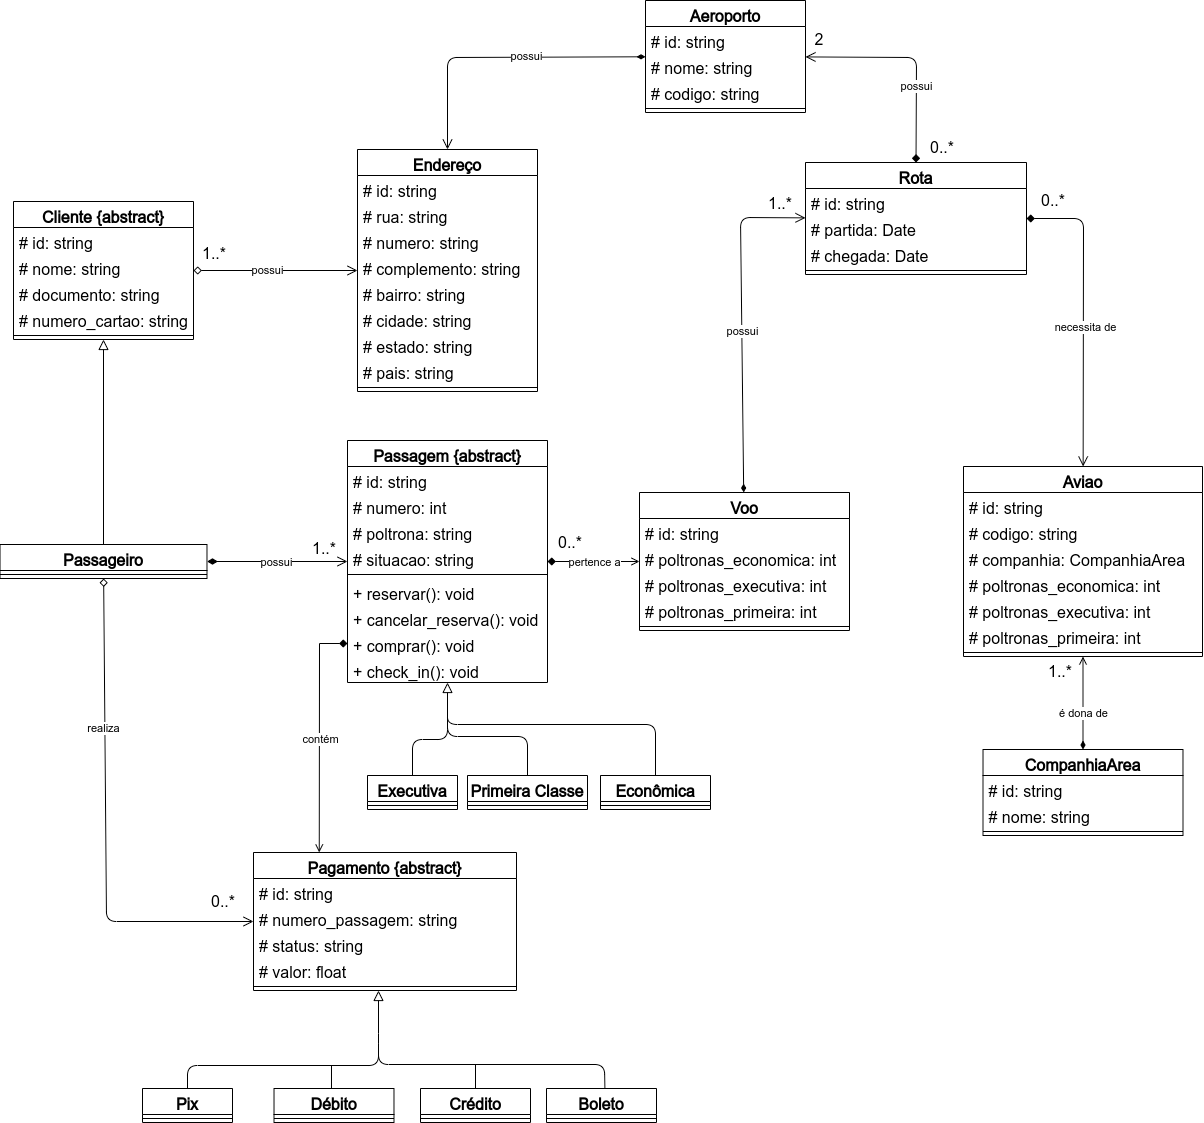 Aeroporto
# id: string
# nome: string
# codigo: string
possui
2
possui
0..*
Endereço
# id: string
# rua: string
# numero: string
# complemento: string
# bairro: string
# cidade: string
# estado: string
# pais: string
Rota
# id: string
# partida: Date
# chegada: Date
1..*
0..*
Cliente {abstract}
# id: string
# nome: string
# documento: string
# numero_cartao: string
1..*
possui
possui
necessita de
Passagem {abstract}
# id: string
# numero: int
# poltrona: string
# situacao: string
+ reservar(): void
+ cancelar_reserva(): void
+ comprar(): void
+ check_in(): void
Passageiro
possui
1..*
0..*
pertence a
Voo
# id: string
# poltronas_economica: int
# poltronas_executiva: int
# poltronas_primeira: int
Aviao
# id: string
# codigo: string
# companhia: CompanhiaArea
# poltronas_economica: int
# poltronas_executiva: int
# poltronas_primeira: int
1..*
é dona de
CompanhiaArea
# id: string
# nome: string
realiza
contém
Executiva
Primeira Classe
Econômica
0..*
Pagamento {abstract}
# id: string
# numero_passagem: string
# status: string
# valor: float
Pix
Débito
Crédito
Boleto